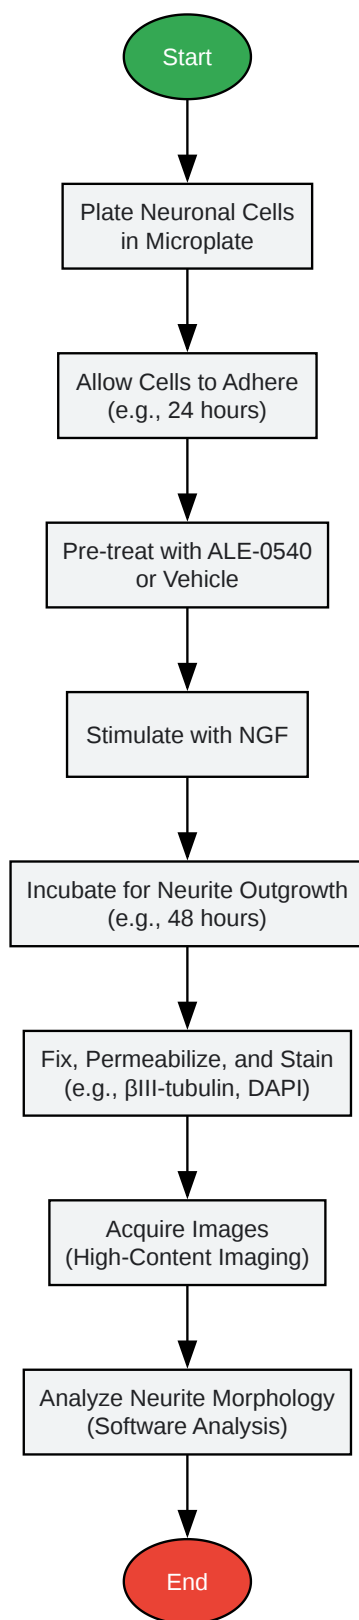 Start
Plate Neuronal Cells
in Microplate
Allow Cells to Adhere
(e.g., 24 hours)
Pre-treat with ALE-0540
or Vehicle
Stimulate with NGF
Incubate for Neurite Outgrowth
(e.g., 48 hours)
Fix, Permeabilize, and Stain
(e.g., βIII-tubulin, DAPI)
Acquire Images
(High-Content Imaging)
Analyze Neurite Morphology
(Software Analysis)
End